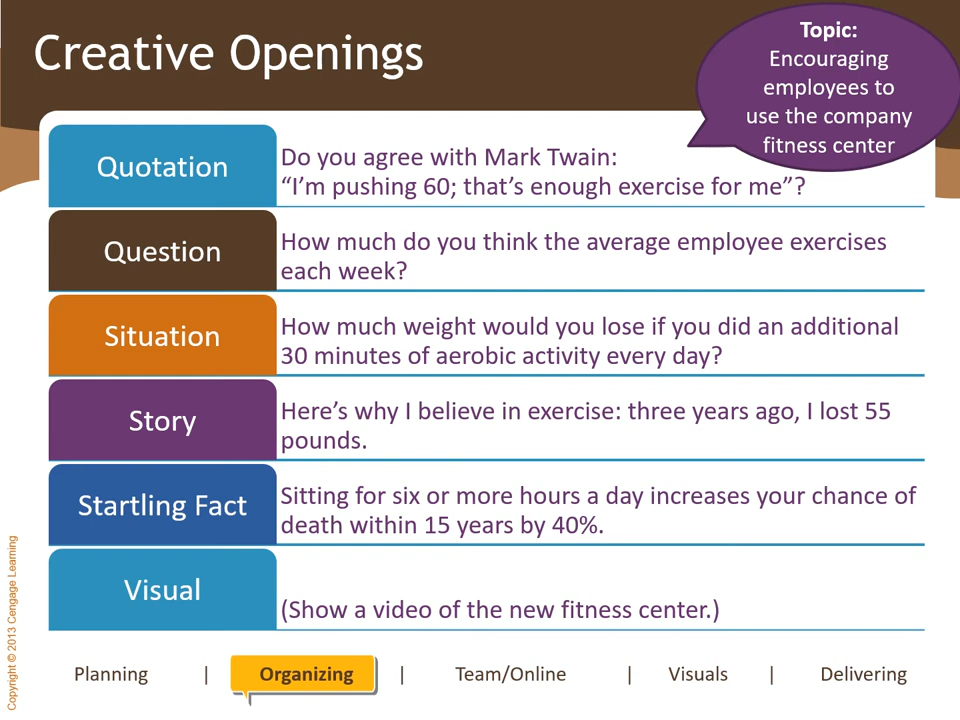 Creative Openings
Topic:
Encouraging
employees to
use the company
fitness center
Quotation
Do you agree with Mark Twain:
“I’m pushing 60; that’s enough exercise for me”?
Question
How much do you think the average employee exercises
each week?
Situation
How much weight would you lose if you did an additional
30 minutes of aerobic activity every day?
Story
Here’s why I believe in exercise: three years ago, I lost 55
pounds.
Startling Fact
Sitting for six or more hours a day increases your chance of
death within 15 years by 40%.
Visual
(Show a video of the new fitness center.)
Planning | Organizing | Team/Online | Visuals | Delivering
Copyright © 2013 Cengage Learning